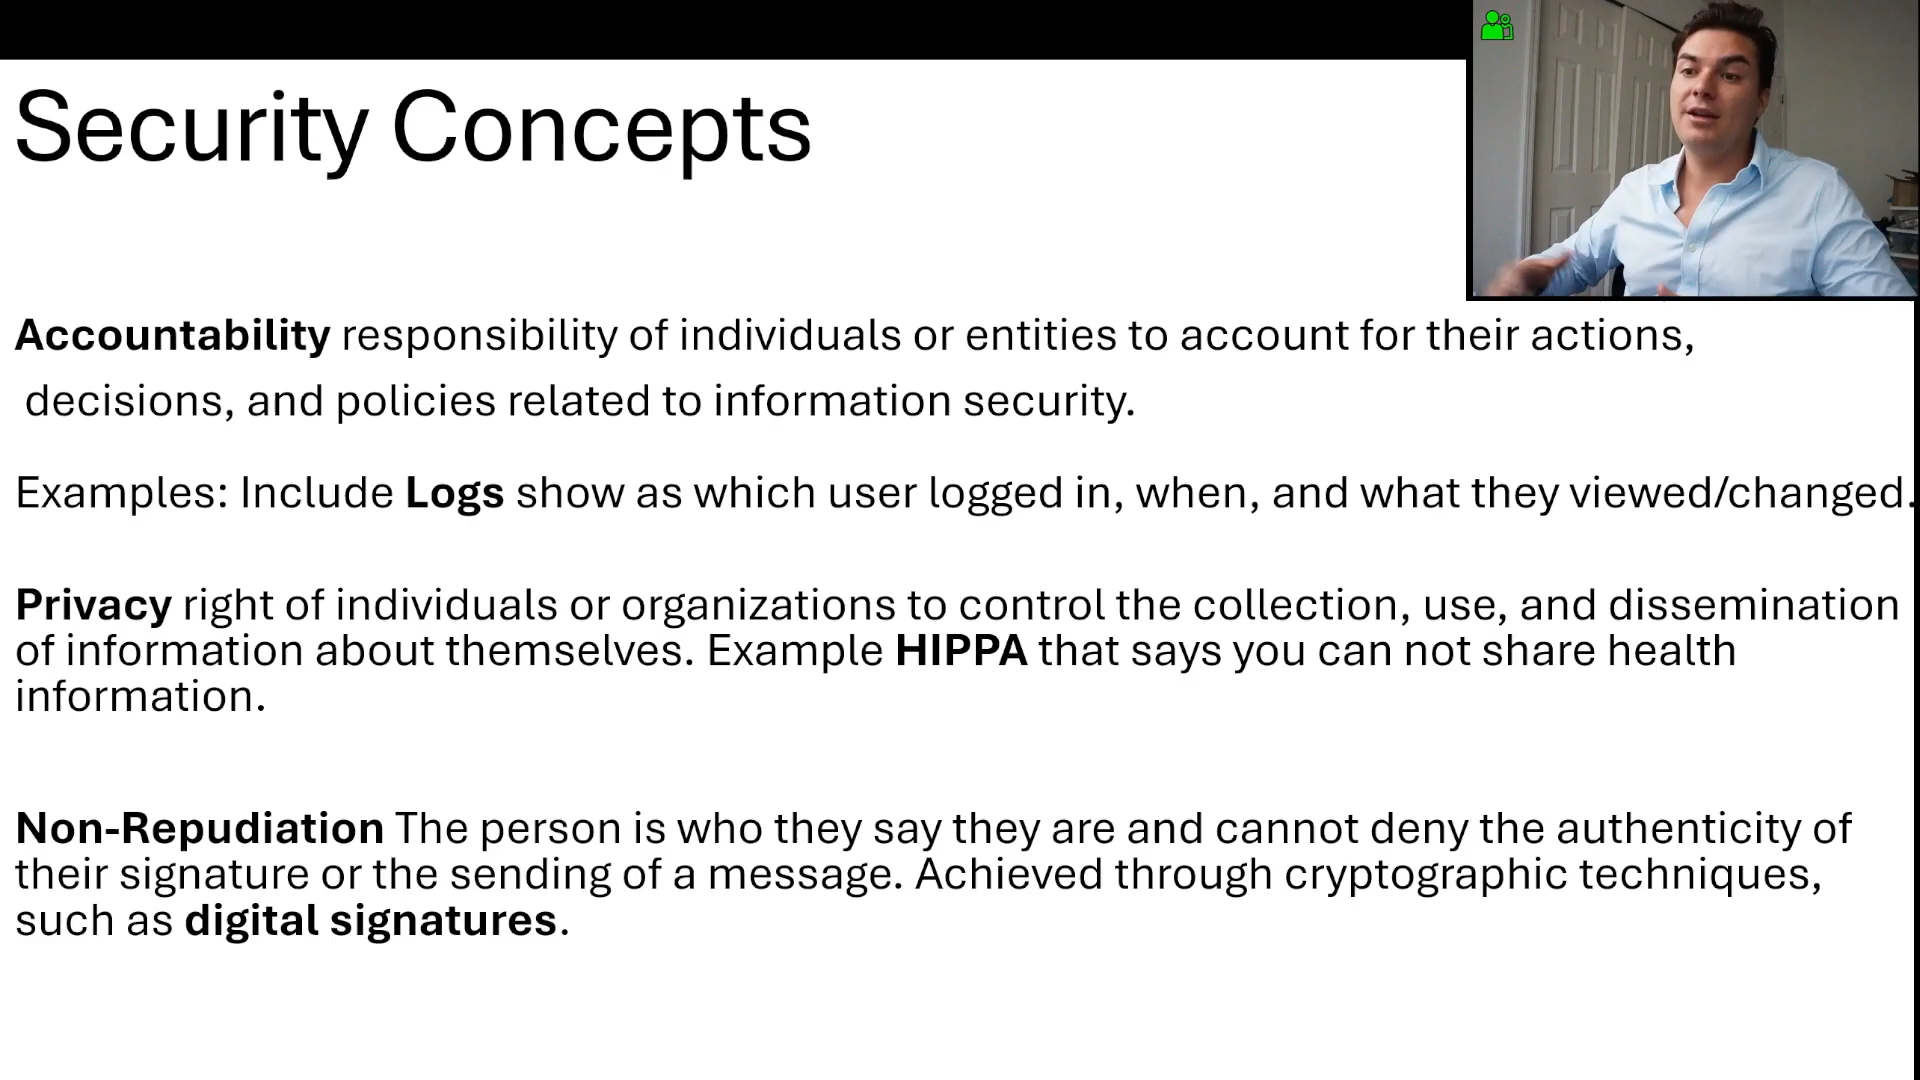 Security Concepts
Accountability responsibility of individuals or entities to account for their actions,
decisions, and policies related to information security.
Examples: Include Logs show as which user logged in, when, and what they viewed/changed.
Privacy right of individuals or organizations to control the collection, use, and dissemination
of information about themselves. Example HIPPA that says you can not share health
information.
Non-Repudiation The person is who they say they are and cannot deny the authenticity of
their signature or the sending of a message. Achieved through cryptographic techniques,
such as digital signatures.